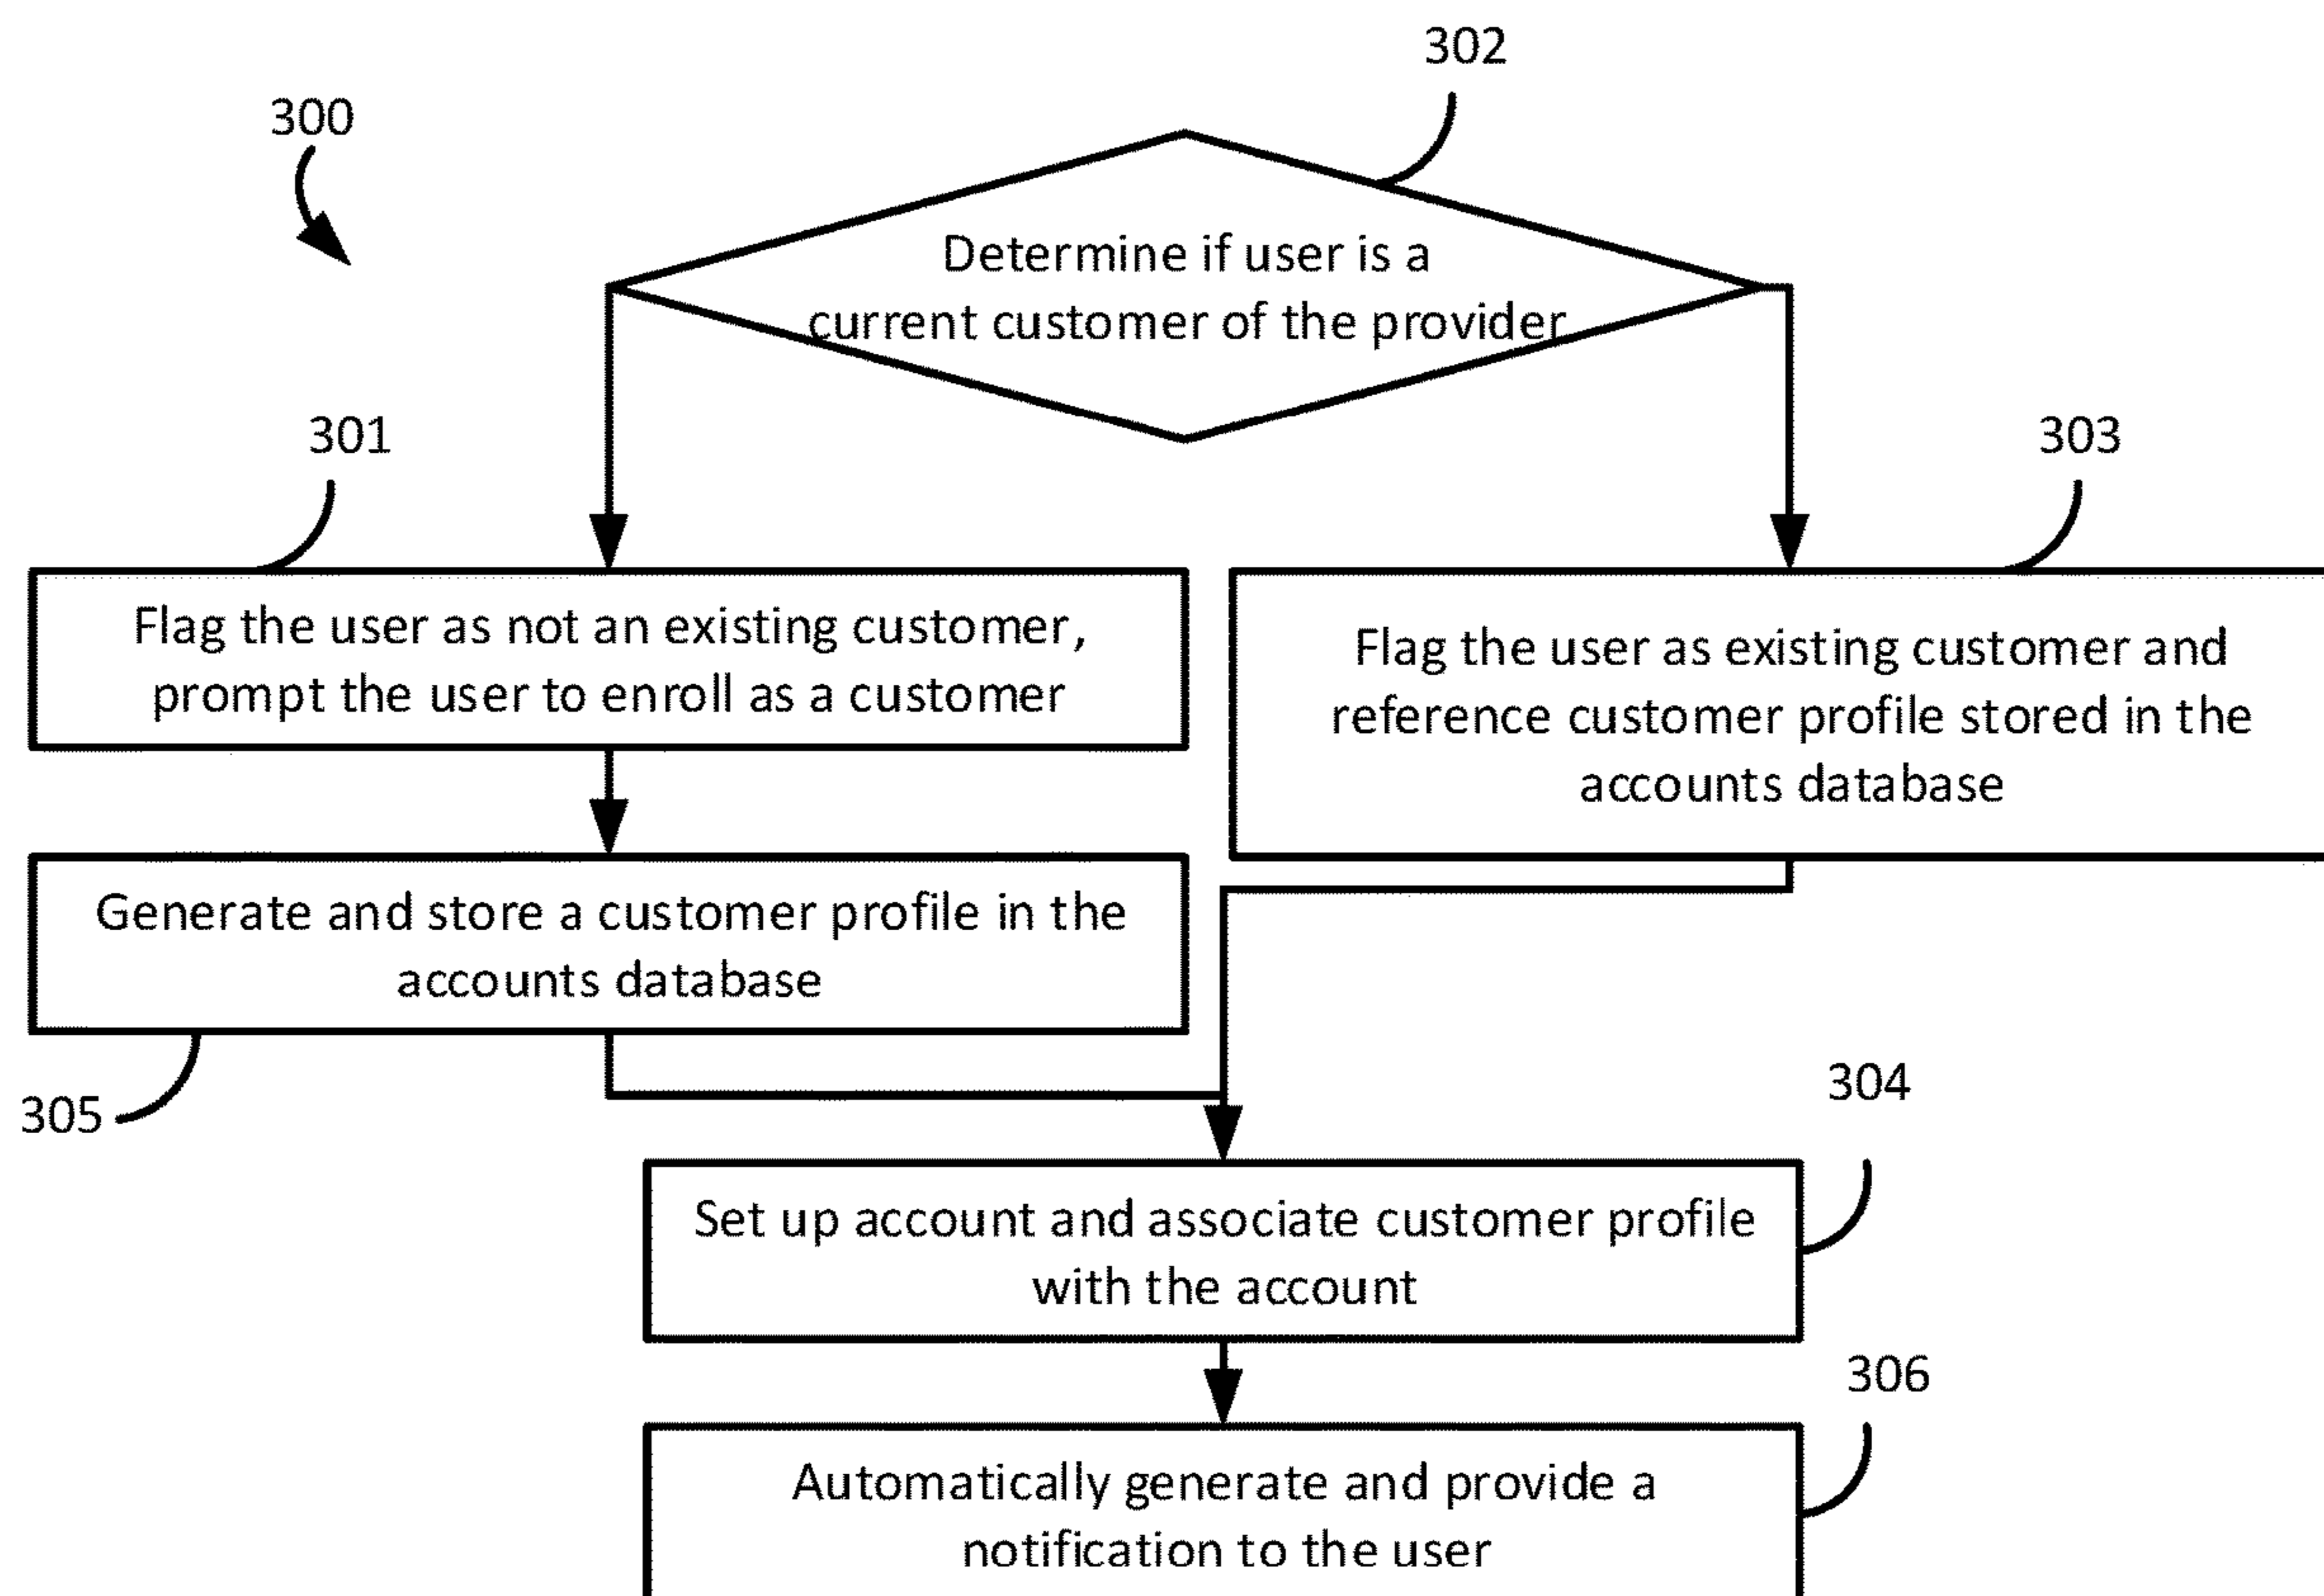 302
300
Determine if user is a
current customer of the provider
301
303
Flag the user as not an existing customer,
prompt the user to enroll as a customer
Flag the user as existing customer and
reference customer profile stored in the
accounts database
Generate and store a customer profile in the
accounts database
305
304
Set up account and associate customer profile
with the account
306
Automatically generate and provide a
notification to the user